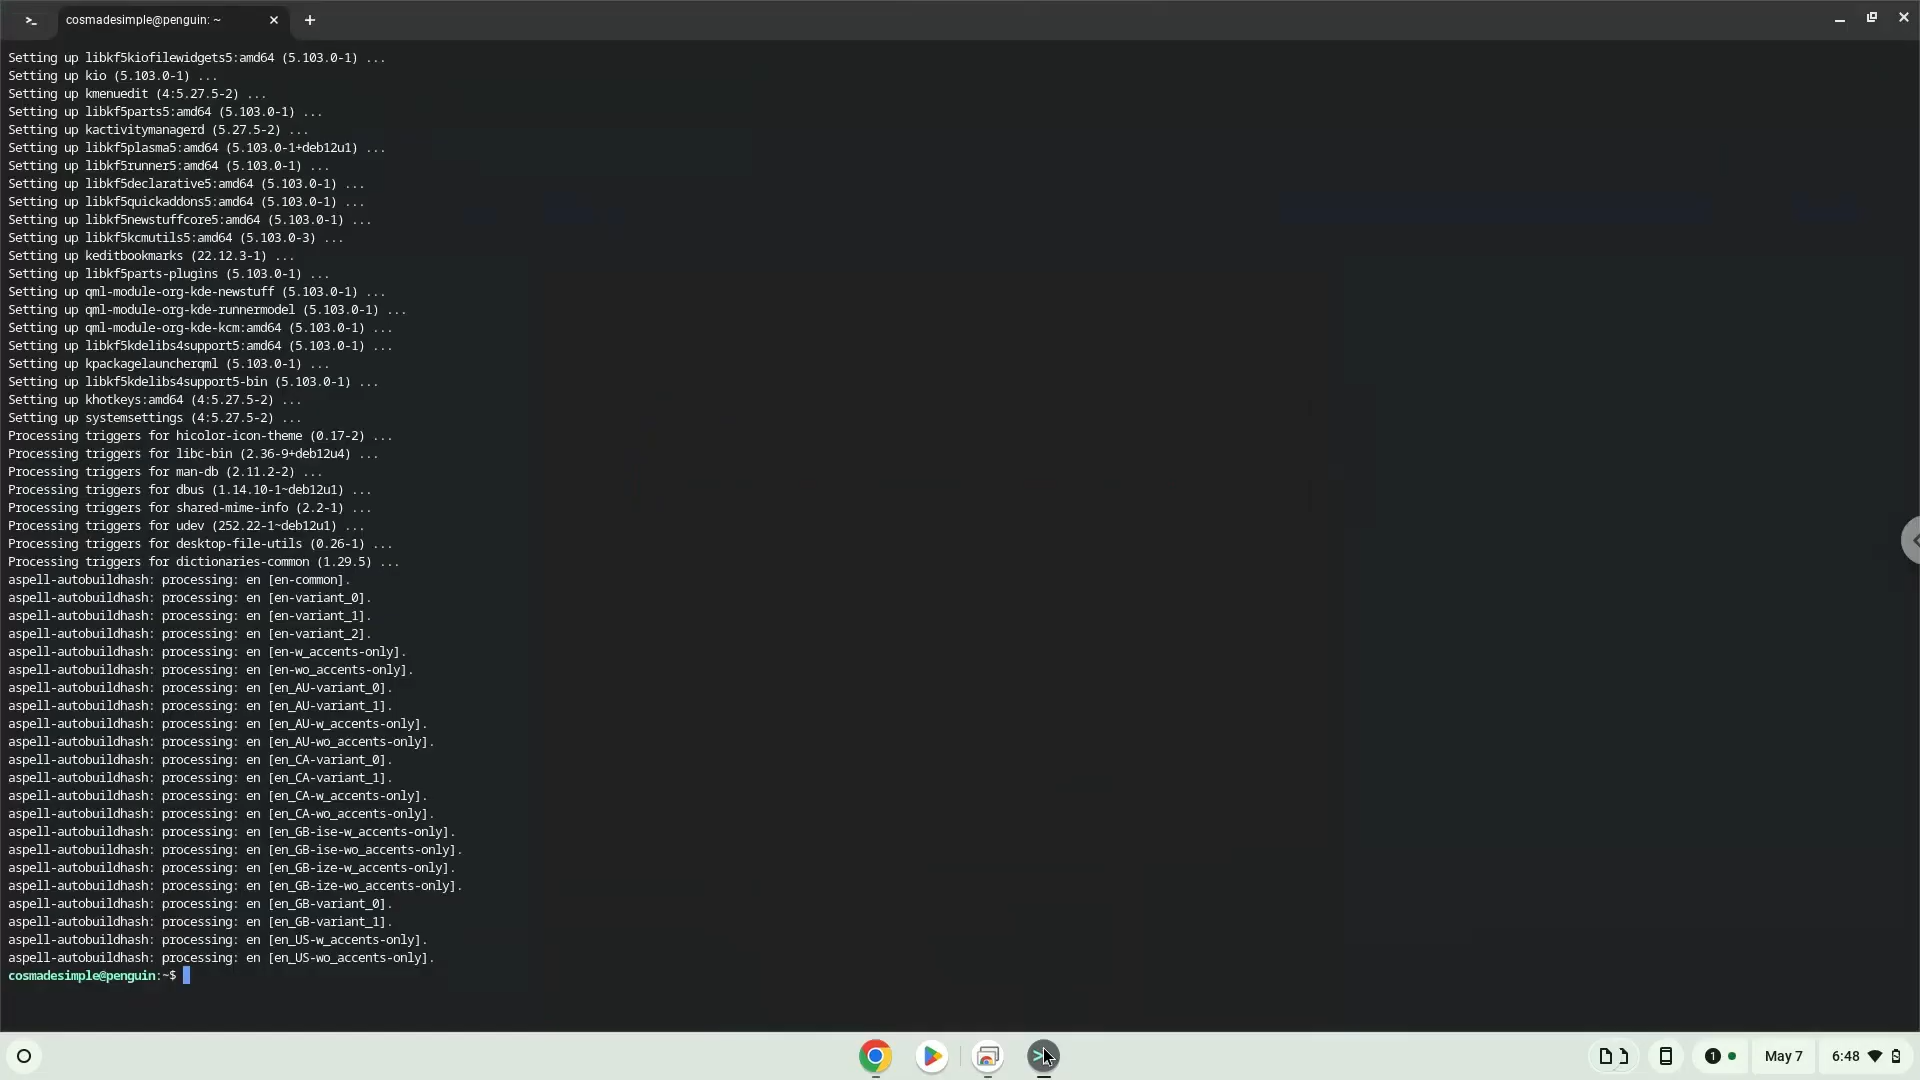 cosmadesimple@penguin: ~
Setting up libkf5kiofilewidgets5:amd64 (5.103.0-1) ...
Setting up kio (5.103.0-1) ...
Setting up kmenuedit (4:5.27.5-2) ...
Setting up libkf5parts5:amd64 (5.103.0-1) ...
Setting up kactivitymanagerd (5.27.5-2) ...
Setting up libkf5plasma5:amd64 (5.103.0-1+deb12u1) ...
Setting up libkf5runner5:amd64 (5.103.0-1) ...
Setting up libkf5declarative5:amd64 (5.103.0-1) ...
Setting up libkf5quickaddons5:amd64 (5.103.0-1) ...
Setting up libkf5newstuffcore5:amd64 (5.103.0-1) ...
Setting up libkf5kcmutils5:amd64 (5.103.0-3) ...
Setting up keditbookmarks (22.12.3-1) ...
Setting up libkf5parts-plugins (5.103.0-1) ...
Setting up qml-module-org-kde-newstuff (5.103.0-1) ...
Setting up qml-module-org-kde-runnermodel (5.103.0-1) ...
Setting up qml-module-org-kde-kcm:amd64 (5.103.0-1) ...
Setting up libkf5kdelibs4support5:amd64 (5.103.0-1) ...
Setting up kpackagelauncherqml (5.103.0-1) ...
Setting up libkf5kdelibs4support5-bin (5.103.0-1) ...
Setting up khotkeys:amd64 (4:5.27.5-2) ...
Setting up systemsettings (4:5.27.5-2) ...
Processing triggers for hicolor-icon-theme (0.17-2) ...
Processing triggers for libc-bin (2.36-9+deb12u4) ...
Processing triggers for man-db (2.11.2-2) ...
Processing triggers for dbus (1.14.10-1~deb12u1) ...
Processing triggers for shared-mime-info (2.2-1) ...
Processing triggers for udev (252.22-1~deb12u1) ...
Processing triggers for desktop-file-utils (0.26-1) ...
Processing triggers for dictionaries-common (1.29.5) ...
aspell-autobuildhash: processing: en [en-common].
aspell-autobuildhash: processing: en [en-variant_0].
aspell-autobuildhash: processing: en [en-variant_1].
aspell-autobuildhash: processing: en [en-variant_2].
aspell-autobuildhash: processing: en [en-w_accents-only].
aspell-autobuildhash: processing: en [en-wo_accents-only].
aspell-autobuildhash: processing: en [en_AU-variant_0].
aspell-autobuildhash: processing: en [en_AU-variant_1].
aspell-autobuildhash: processing: en [en_AU-w_accents-only].
aspell-autobuildhash: processing: en [en_AU-wo_accents-only].
aspell-autobuildhash: processing: en [en_CA-variant_0].
aspell-autobuildhash: processing: en [en_CA-variant_1].
aspell-autobuildhash: processing: en [en_CA-w_accents-only].
aspell-autobuildhash: processing: en [en_CA-wo_accents-only].
aspell-autobuildhash: processing: en [en_GB-ise-w_accents-only].
aspell-autobuildhash: processing: en [en_GB-ise-wo_accents-only].
aspell-autobuildhash: processing: en [en_GB-ize-w_accents-only].
aspell-autobuildhash: processing: en [en_GB-ize-wo_accents-only].
aspell-autobuildhash: processing: en [en_GB-variant_0].
aspell-autobuildhash: processing: en [en_GB-variant_1].
aspell-autobuildhash: processing: en [en_US-w_accents-only].
aspell-autobuildhash: processing: en [en_US-wo_accents-only].
cosmadesimple@penguin:~$
1 May 7 6:48